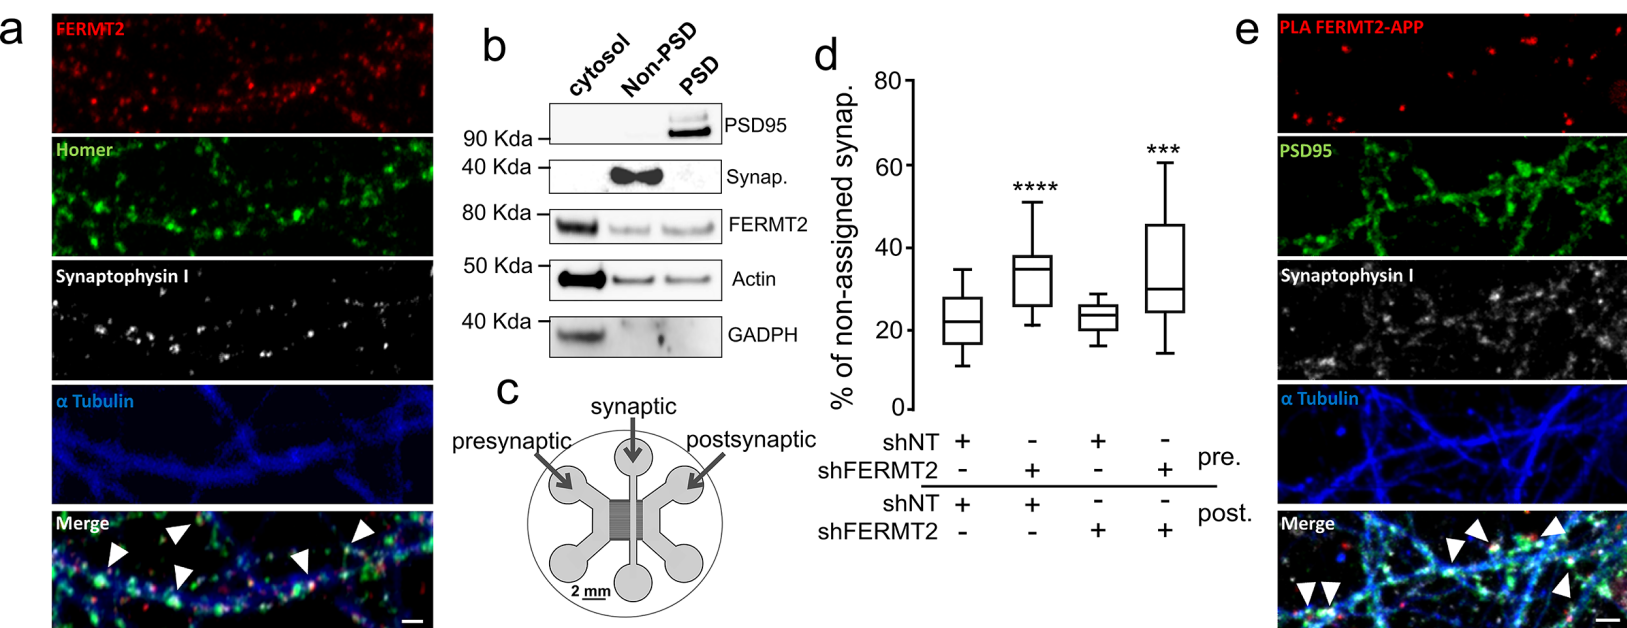 a
FERMT2
Homer
Synaptophysin I
α Tubulin
Merge
b
cytosol
Non-PSD
PSD
90 Kda
PSD95
40 Kda
Synap.
80 Kda
FERMT2
50 Kda
Actin
40 Kda
GADPH
c
synaptic
presynaptic
postsynaptic
2 mm
d
% of non-assigned synap.
80
60
40
20
0
****
***
shNT + - + -
shFERMT2 - + - +
pre.
shNT + + - -
shFERMT2 - - + +
post.
e
PLA FERMT2-APP
PSD95
Synaptophysin I
α Tubulin
Merge